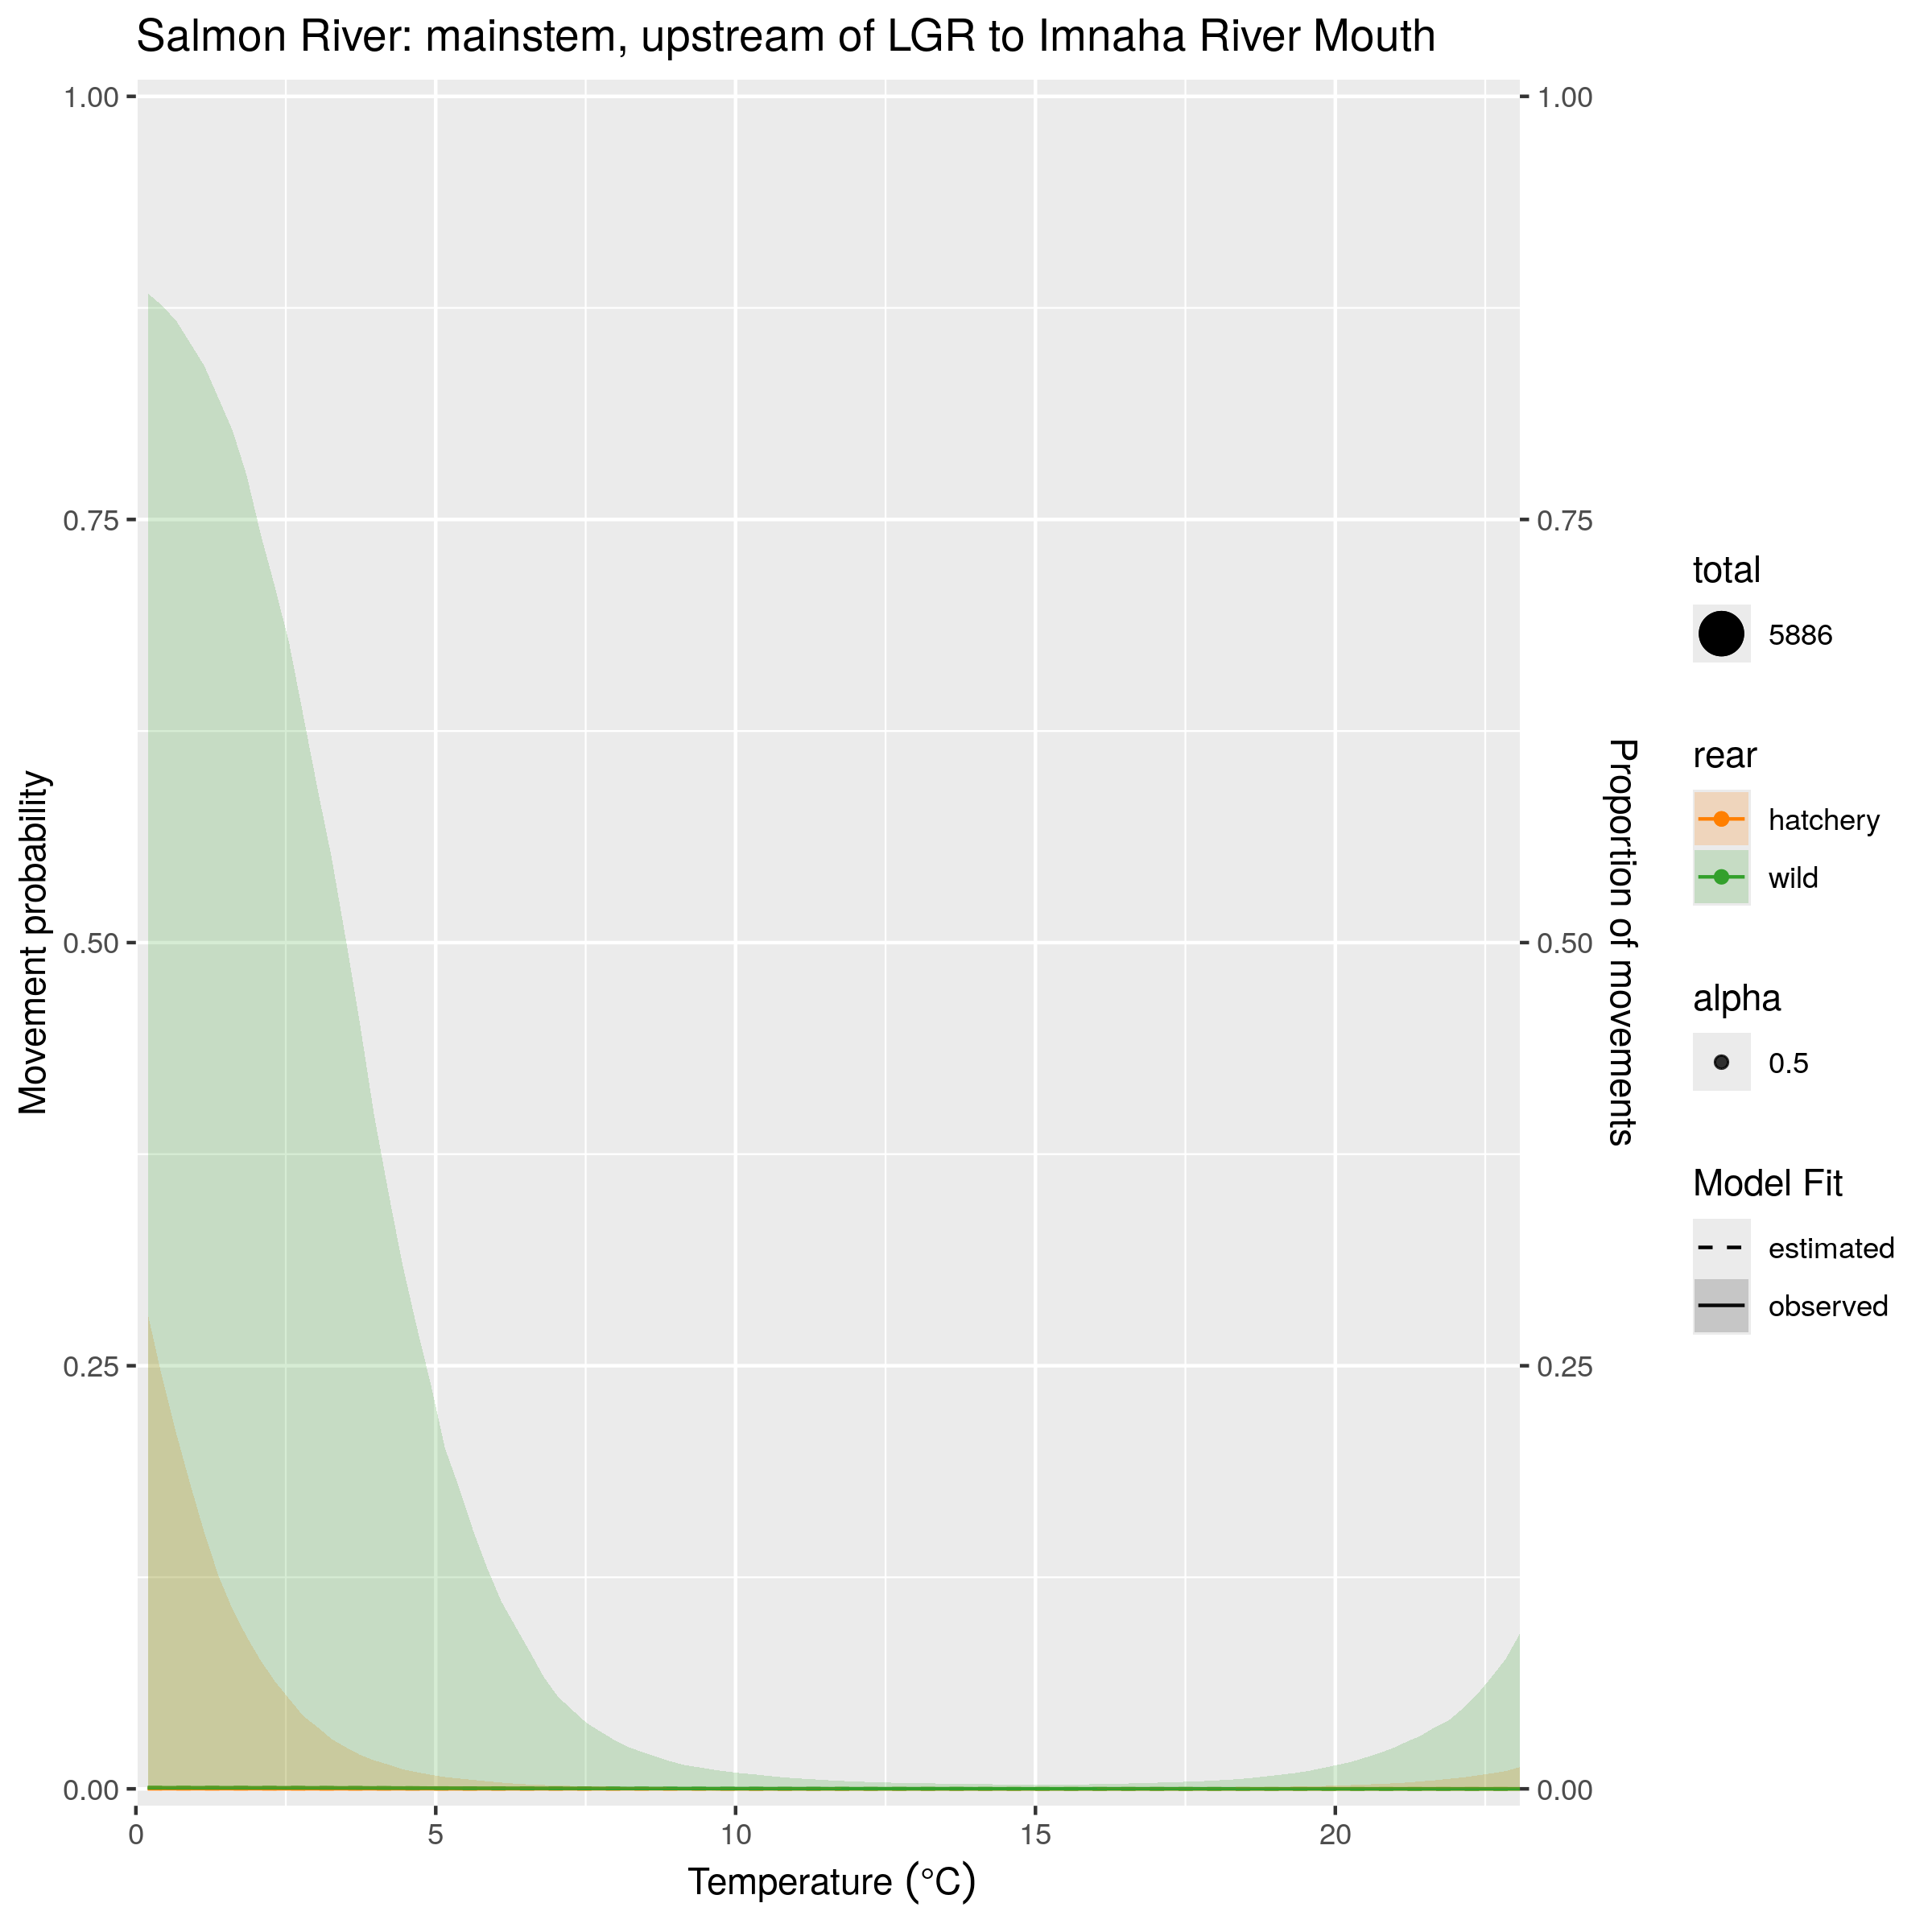 Salmon River: mainstem, upstream of LGR to Imnaha River Mouth
Movement probability
1.00
0.75
0.50
0.25
0.00
0
5
10
15
20
Temperature (°C)
1.00
0.75
0.50
0.25
0.00
Proportion of movements
total
5886
rear
hatchery
wild
alpha
0.5
Model Fit
estimated
observed